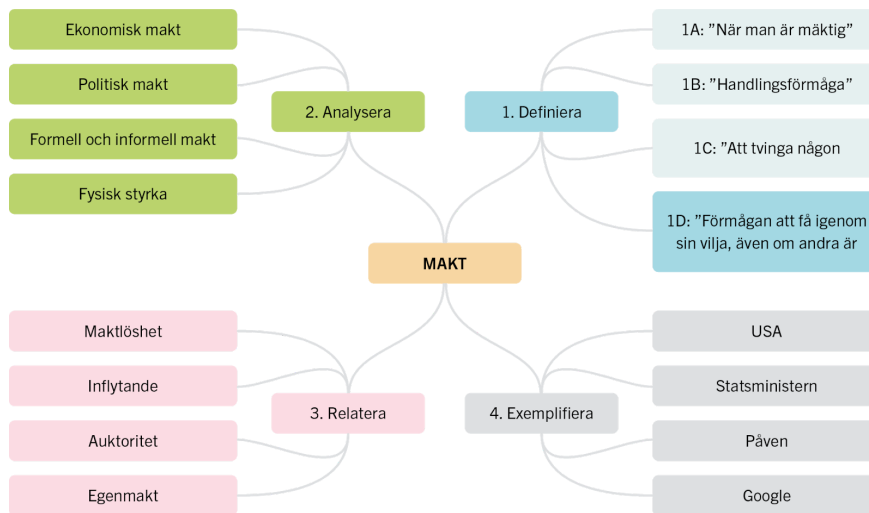 MAKT
1. Definiera
1A: ”När man är mäktig”
1B: ”Handlingsförmåga”
1C: ”Att tvinga någon
1D: ”Förmågan att få igenom
sin vilja, även om andra är
2. Analysera
Ekonomisk makt
Politisk makt
Formell och informell makt
Fysisk styrka
3. Relatera
Maktlöshet
Inflytande
Auktoritet
Egenmakt
4. Exemplifiera
USA
Statsministern
Påven
Google